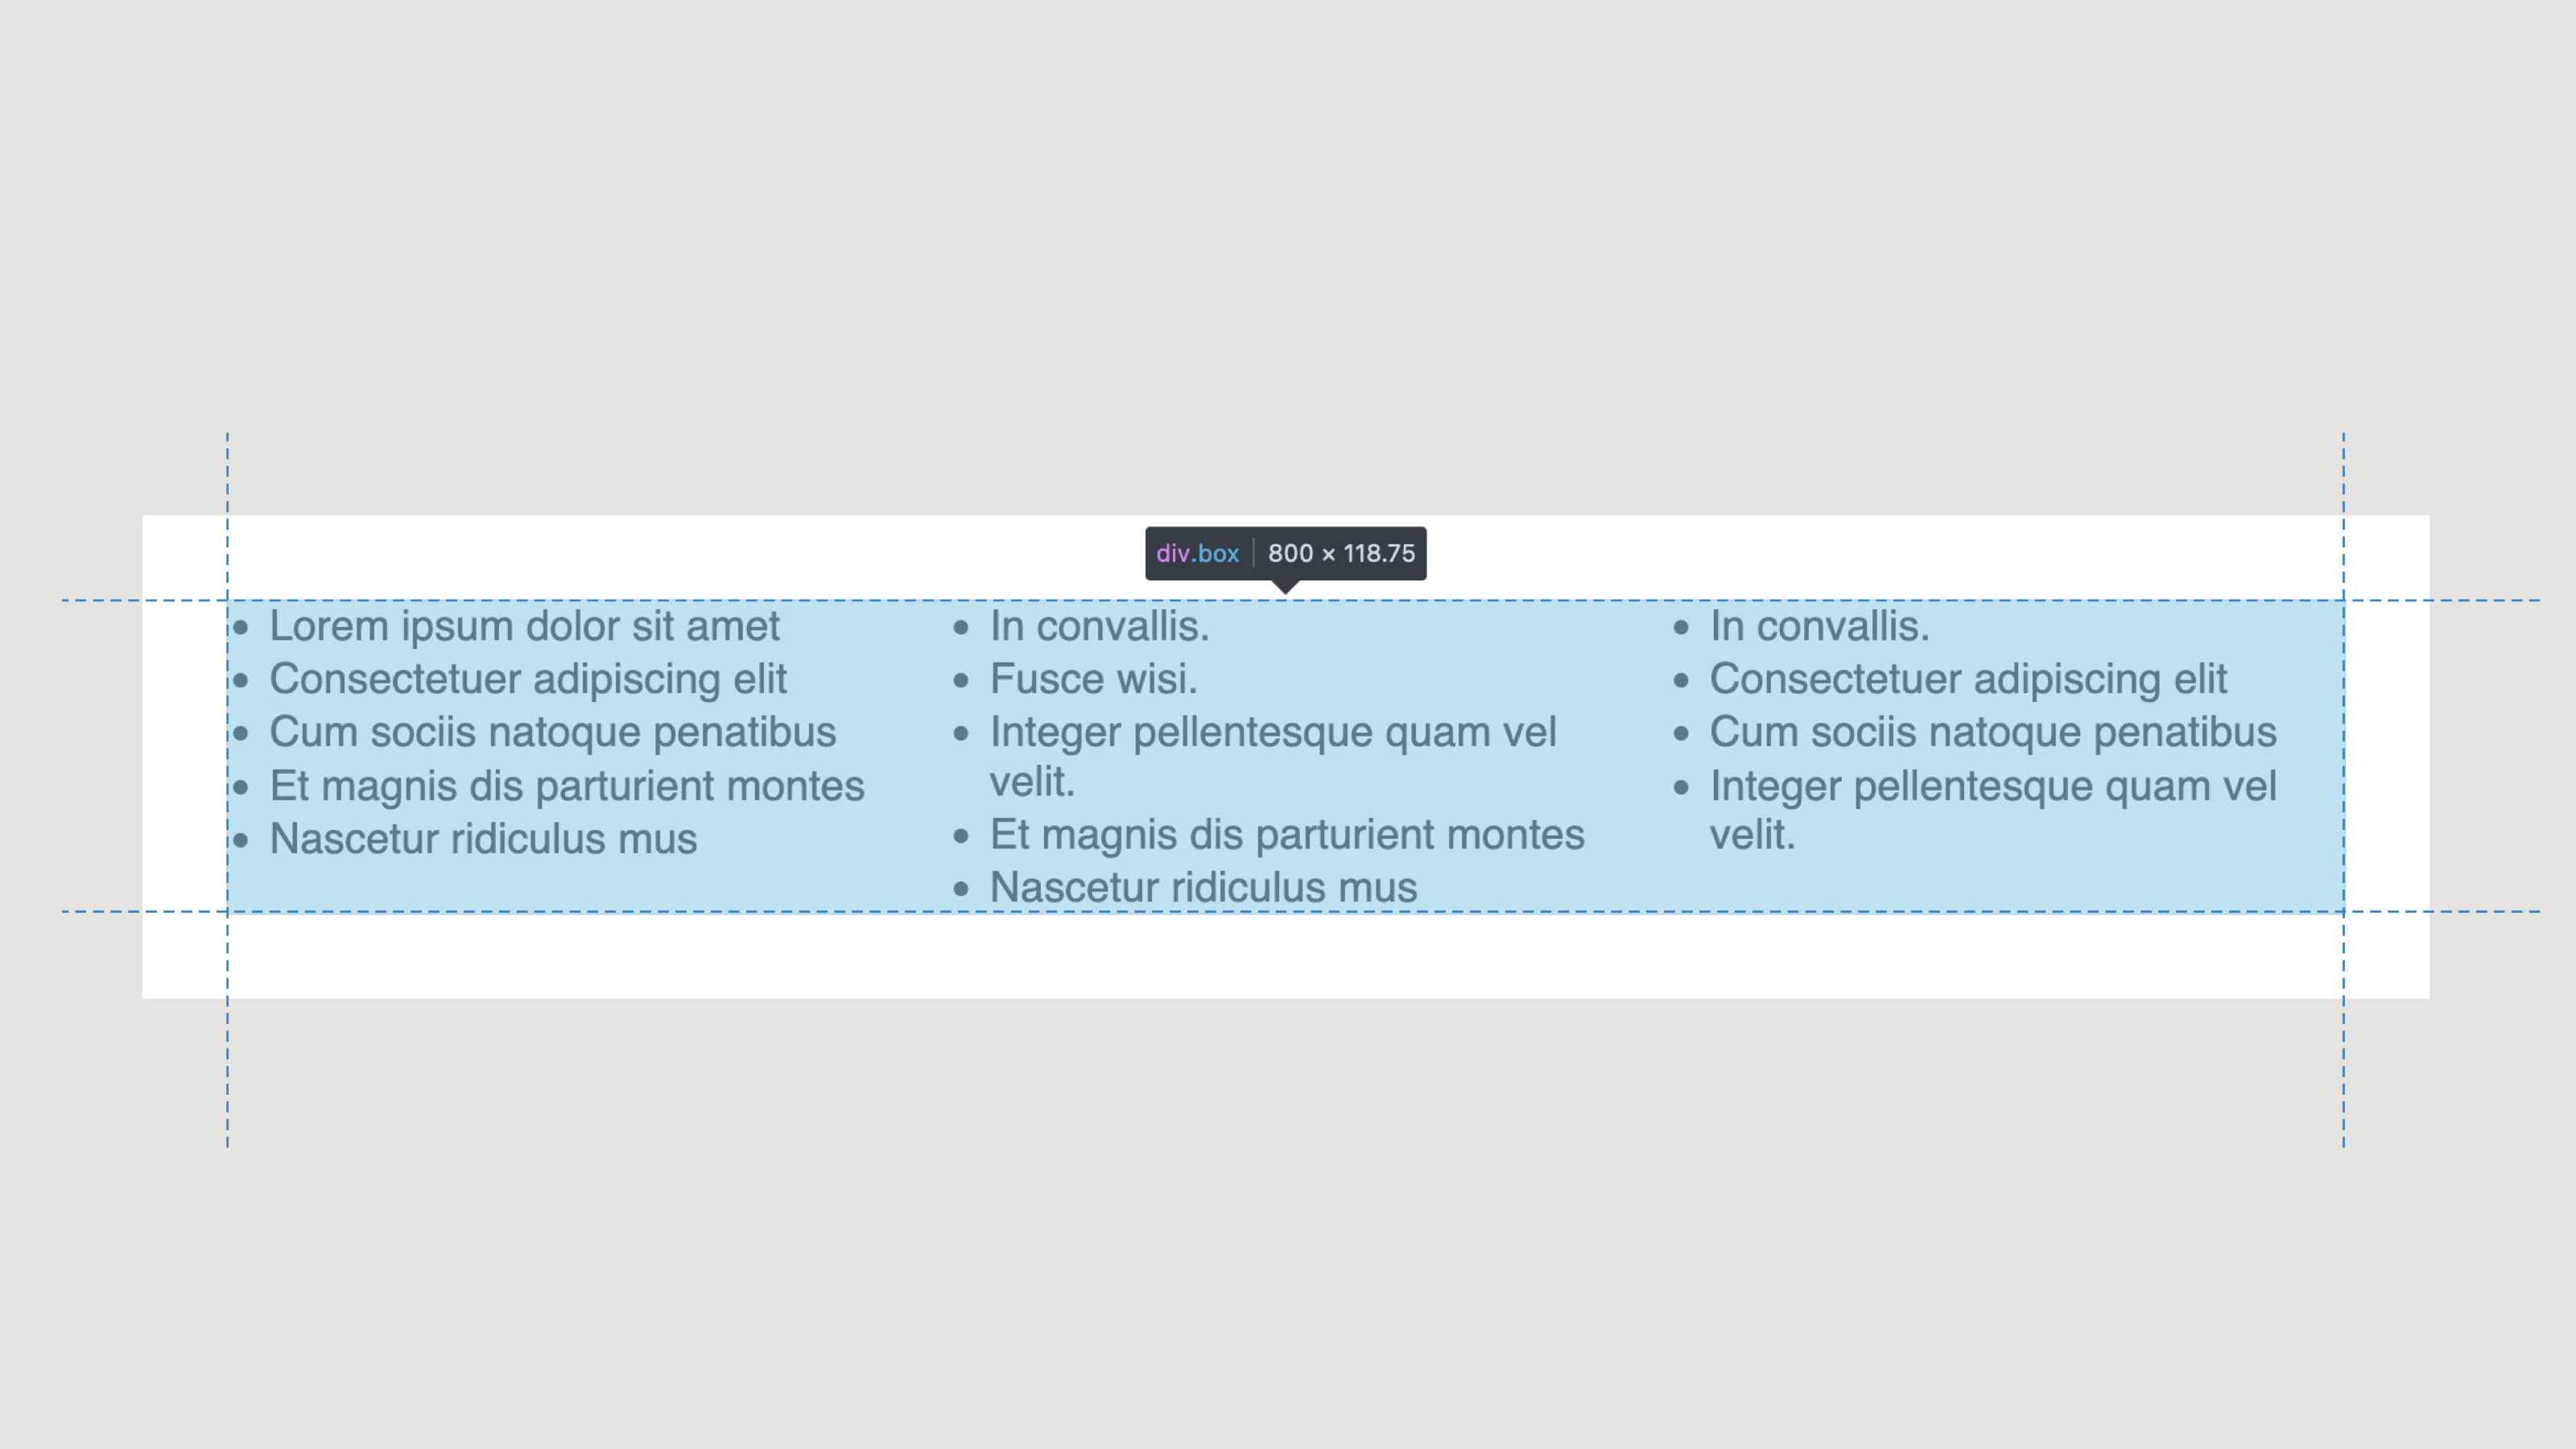 div.box | 800 × 118.75
• Lorem ipsum dolor sit amet
• Consectetuer adipiscing elit
• Cum sociis natoque penatibus
• Et magnis dis parturient montes
• Nascetur ridiculus mus
• In convallis.
• Fusce wisi.
• Integer pellentesque quam vel
velit.
• Et magnis dis parturient montes
• Nascetur ridiculus mus
• In convallis.
• Consectetuer adipiscing elit
• Cum sociis natoque penatibus
• Integer pellentesque quam vel
velit.